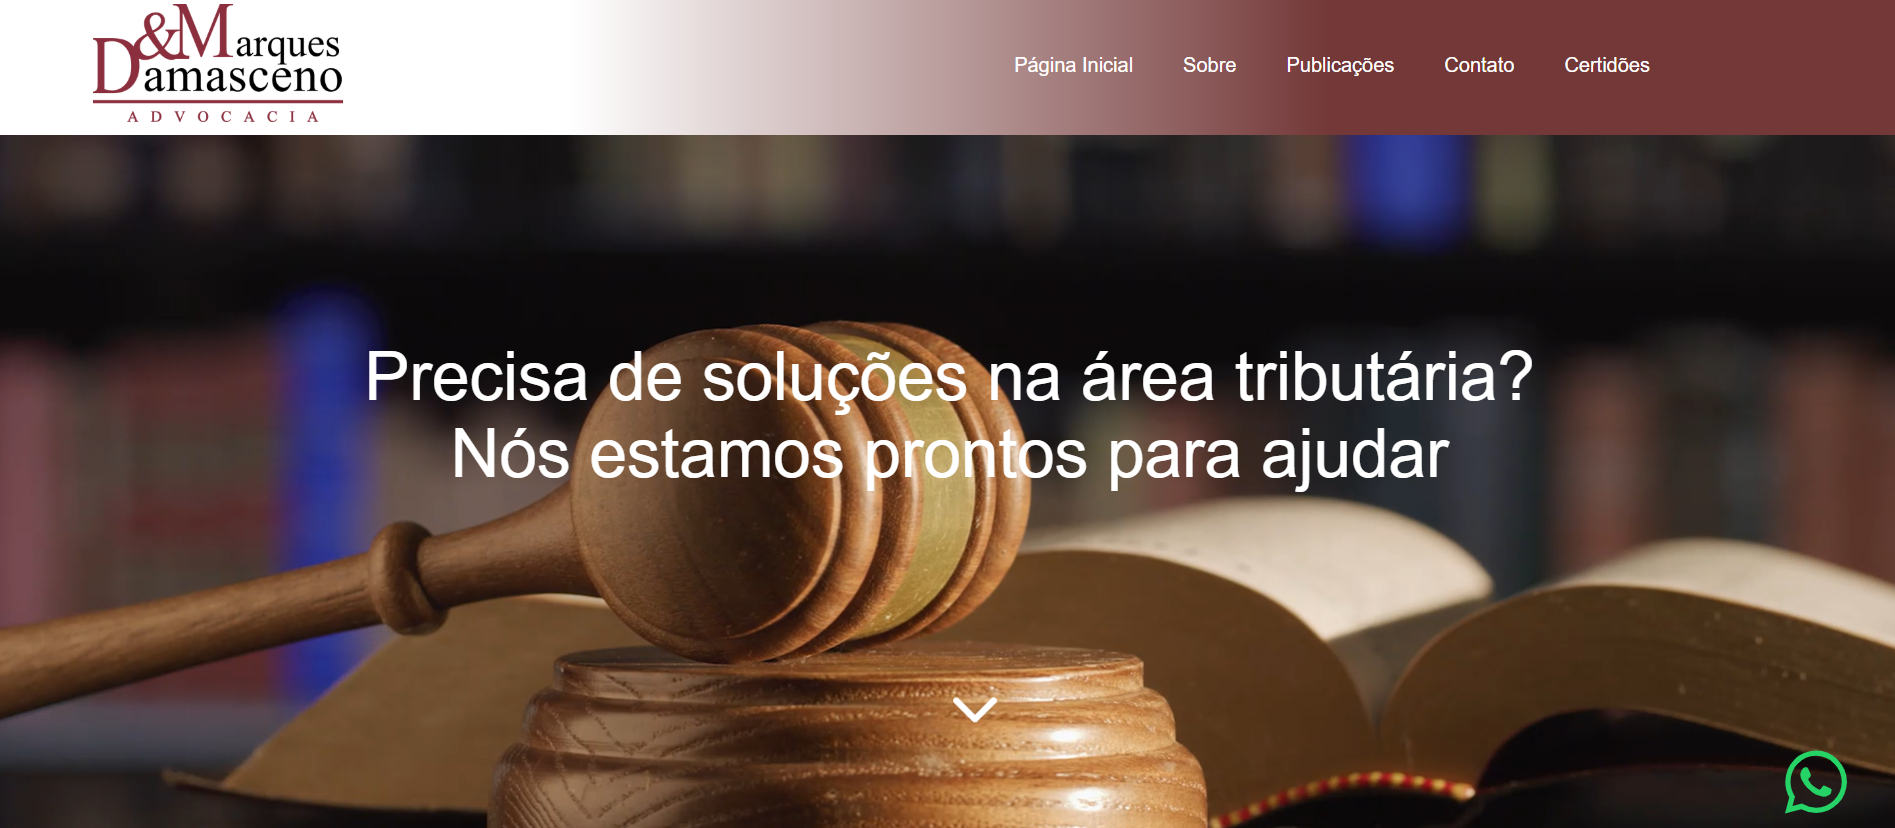 D&Marques
Damasceno
ADVOCACIA
Página Inicial
Sobre
Publicações
Contato
Certidões
Precisa de soluções na área tributária?
Nós estamos prontos para ajudar